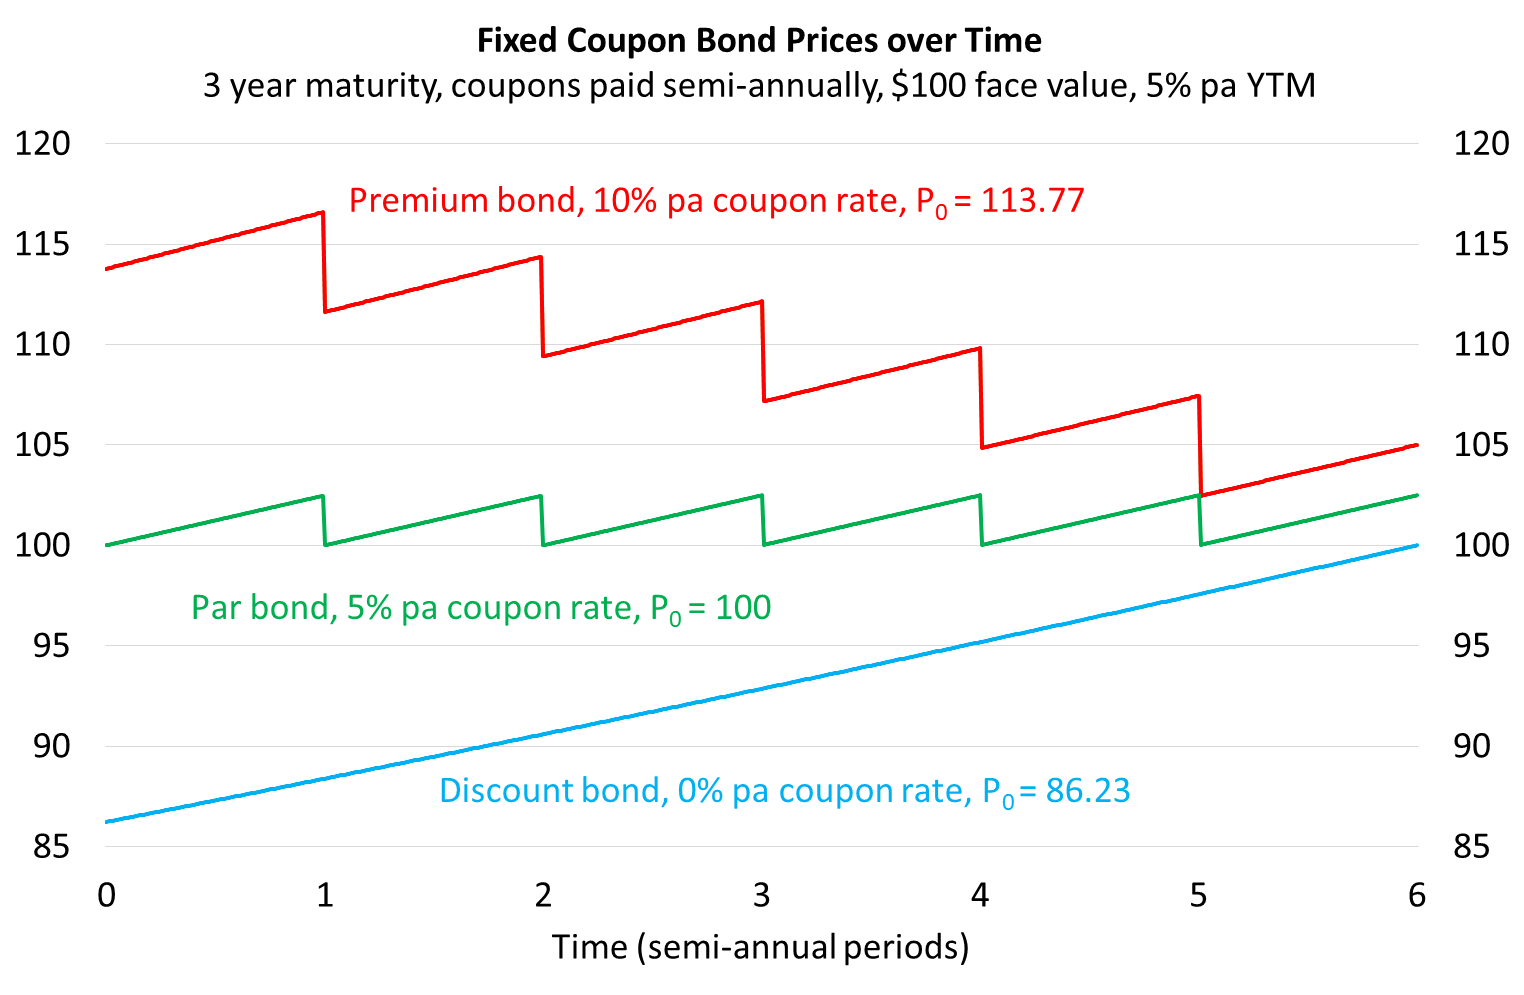 Fixed Coupon Bond Prices over Time
3 year maturity, coupons paid semi-annually, $100 face value, 5% pa YTM
120 120
Premium bond, 10% pa coupon rate, P0 = 113.77
115 115
110 110
105 105
100 100
Par bond, 5% pa coupon rate, P0 = 100
95 95
90 90
Discount bond, 0% pa coupon rate, P0 = 86.23
85 85
0 1 2 3 4 5 6
Time (semi-annual periods)